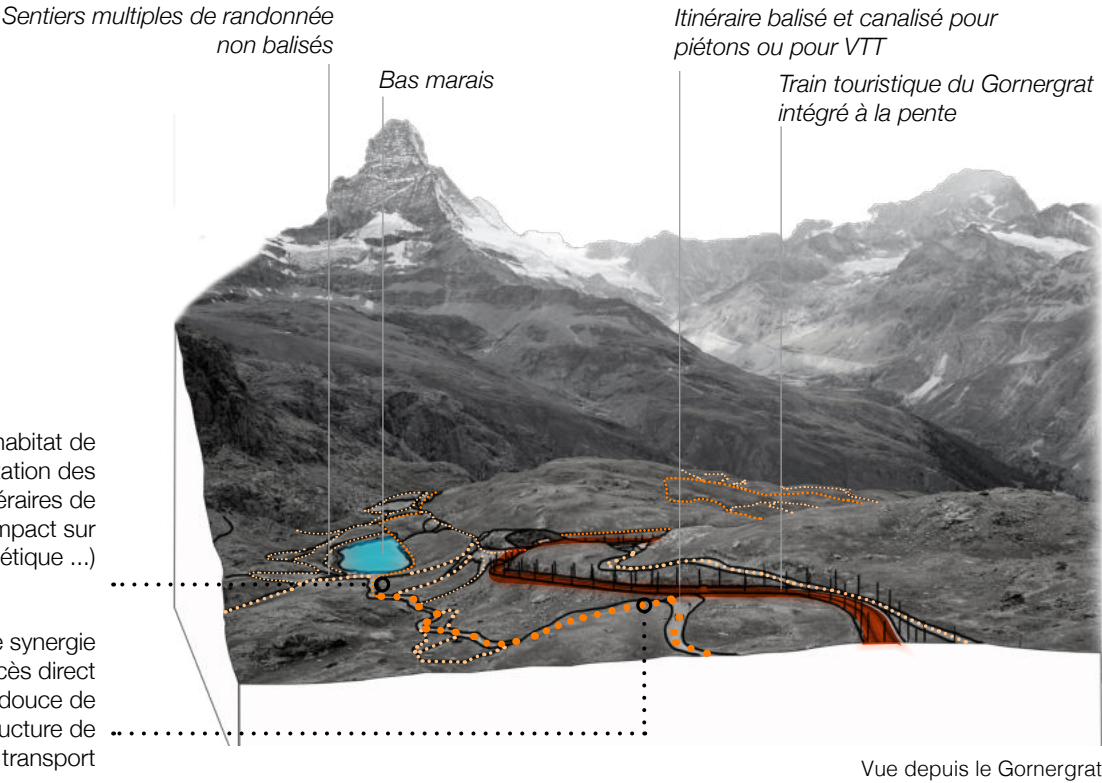 Sentiers multiples de randonnée
non balisés
Bas marais
Itinéraire balisé et canalisé pour
piétons ou pour VTT
Train touristique du Gornergrat
intégré à la pente
habitat de
tation des
éraires de
mpact sur
étique ...)
e synergie
cès direct
douce de
ucture de
transport
Vue depuis le Gornergrat